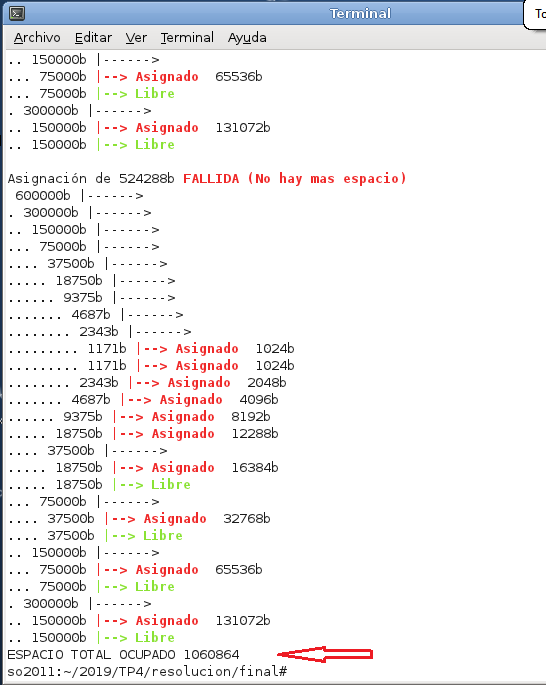 Terminal
To
Archivo Editar Ver Terminal Ayuda
.. 150000b |------>
... 75000b |--> Asignado  65536b
... 75000b |--> Libre
. 300000b |------>
.. 150000b |--> Asignado  131072b
.. 150000b |--> Libre
Asignación de 524288b FALLIDA (No hay mas espacio)
 600000b |------>
. 300000b |------>
.. 150000b |------>
... 75000b |------>
.... 37500b |------>
..... 18750b |------>
...... 9375b |------>
....... 4687b |------>
........ 2343b |------>
......... 1171b |--> Asignado  1024b
......... 1171b |--> Asignado  1024b
........ 2343b |--> Asignado  2048b
....... 4687b |--> Asignado  4096b
...... 9375b |--> Asignado  8192b
..... 18750b |--> Asignado  12288b
.... 37500b |------>
..... 18750b |--> Asignado  16384b
..... 18750b |--> Libre
... 75000b |------>
.... 37500b |--> Asignado  32768b
.... 37500b |--> Libre
.. 150000b |------>
... 75000b |--> Asignado  65536b
... 75000b |--> Libre
. 300000b |------>
.. 150000b |--> Asignado  131072b
.. 150000b |--> Libre
ESPACIO TOTAL OCUPADO 1060864
so2011:~/2019/TP4/resolucion/final#